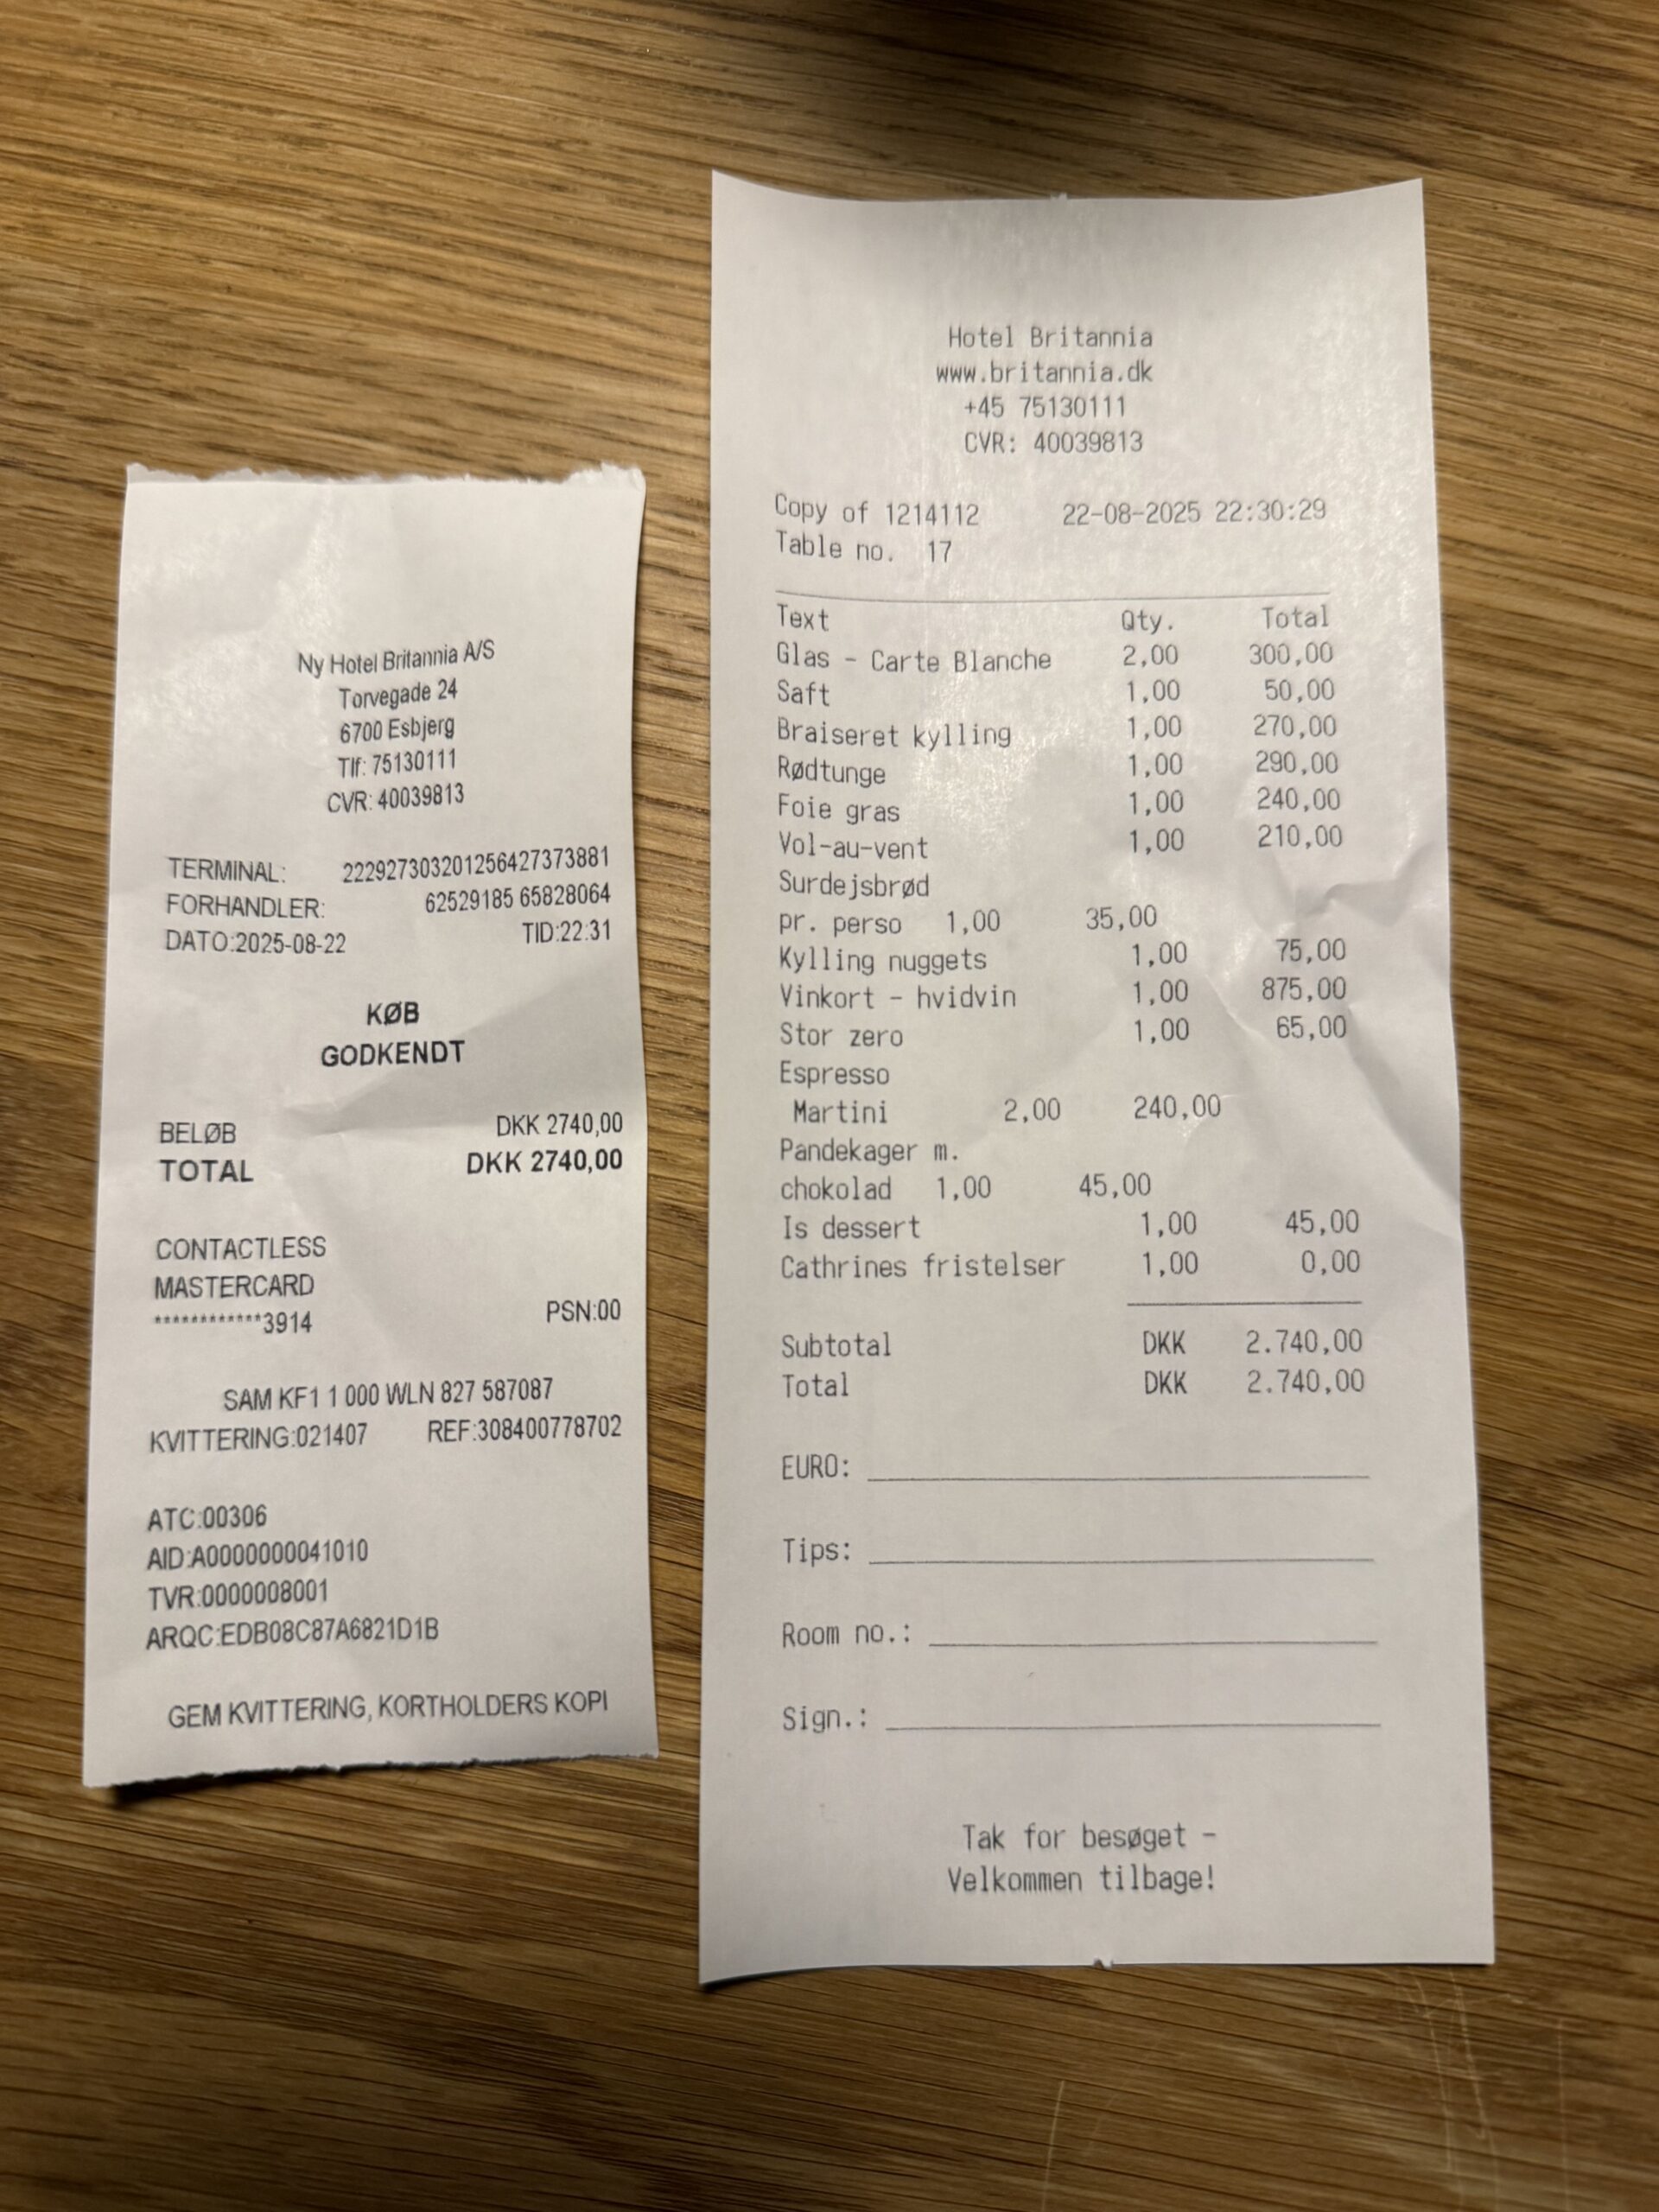 Ny Hotel Britannia A/S
Torvegade 24
6700 Esbjerg
Tlf: 75130111
CVR: 40039813
TERMINAL: 222927303201256427373881
FORHANDLER: 62529185 65828064
DATO:2025-08-22 TID:22:31
KØB
GODKENDT
BELØB DKK 2740,00
TOTAL DKK 2740,00
CONTACTLESS
MASTERCARD
************3914 PSN:00
SAM KF1 1 000 WLN 827 587087
KVITTERING:021407 REF:308400778702
ATC:00306
AID:A0000000041010
TVR:0000008001
ARQC:EDB08C87A6821D1B
GEM KVITTERING, KORTHOLDERS KOPI
Hotel Britannia
www.britannia.dk
+45 75130111
CVR: 40039813
Copy of 1214112 22-08-2025 22:30:29
Table no. 17
Text Qty. Total
Glas - Carte Blanche 2,00 300,00
Saft 1,00 50,00
Braiseret kylling 1,00 270,00
Rødtunge 1,00 290,00
Foie gras 1,00 240,00
Vol-au-vent 1,00 210,00
Surdejsbrød
pr. perso 1,00 35,00
Kylling nuggets 1,00 75,00
Vinkort - hvidvin 1,00 875,00
Stor zero 1,00 65,00
Espresso
Martini 2,00 240,00
Pandekager m.
chokolad 1,00 45,00
Is dessert 1,00 45,00
Cathrines fristelser 1,00 0,00
Subtotal DKK 2.740,00
Total DKK 2.740,00
EURO:
Tips:
Room no.:
Sign.:
Tak for besøget -
Velkommen tilbage!